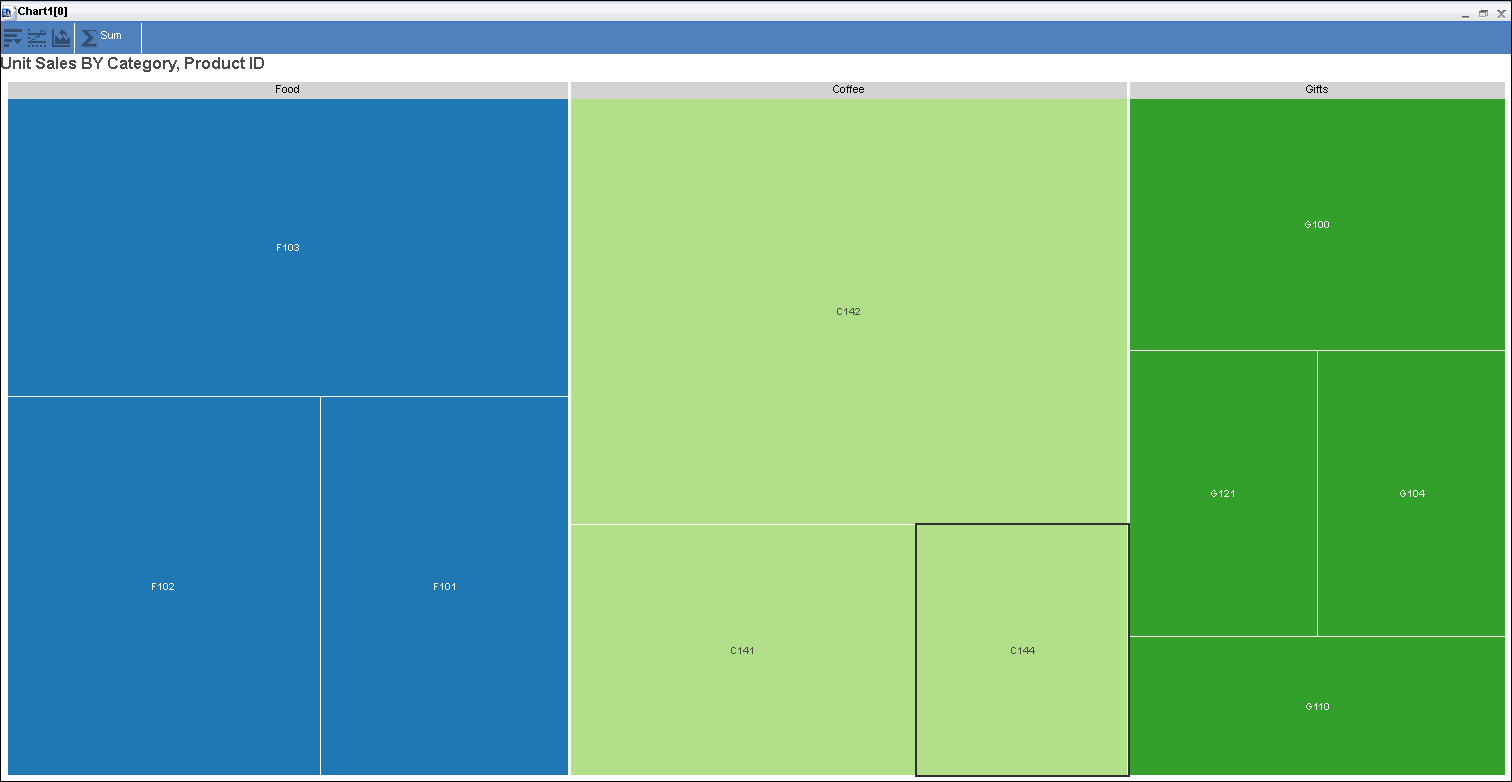 Chart1[0]
Sum
Unit Sales BY Category, Product ID
Food
Coffee
Gifts
F103
F102
F101
C142
C141
C144
G100
G121
G104
G110